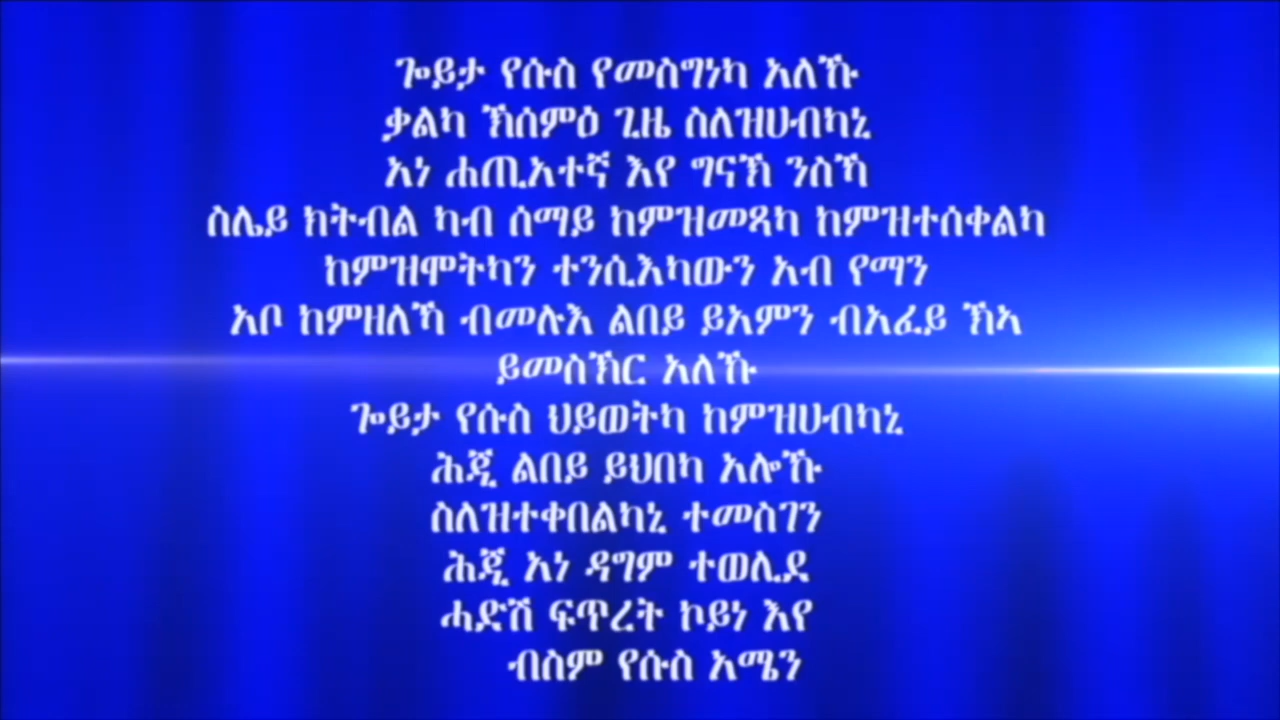 ጐይታ የሱስ የመስግነካ አለኹ
ቃልካ ኽሰምዕ ጊዜ ስለዝሀብካኒ
አነ ሐጢአተኛ እየ ግናኽ ንስኻ
ስሌይ ክትብል ካብ ሰማይ ከምዝመጻካ ከምዝተሰቀልካ
ከምዝሞትካን ተንሲእካውን አብ የማን
አቦ ከምዘለኻ ብመሉእ ልበይ ይአምን ብአፈይ ኽኣ
ይመስኽር አለኹ
ጐይታ የሱስ ህይወትካ ከምዝሀብካኒ
ሕጂ ልበይ ይህበካ አሎኹ
ስለዝተቀበልካኒ ተመስገን
ሕጂ አነ ዳግም ተወሊደ
ሓድሽ ፍጥረት ኮይነ እየ
ብስም የሱስ አሜን